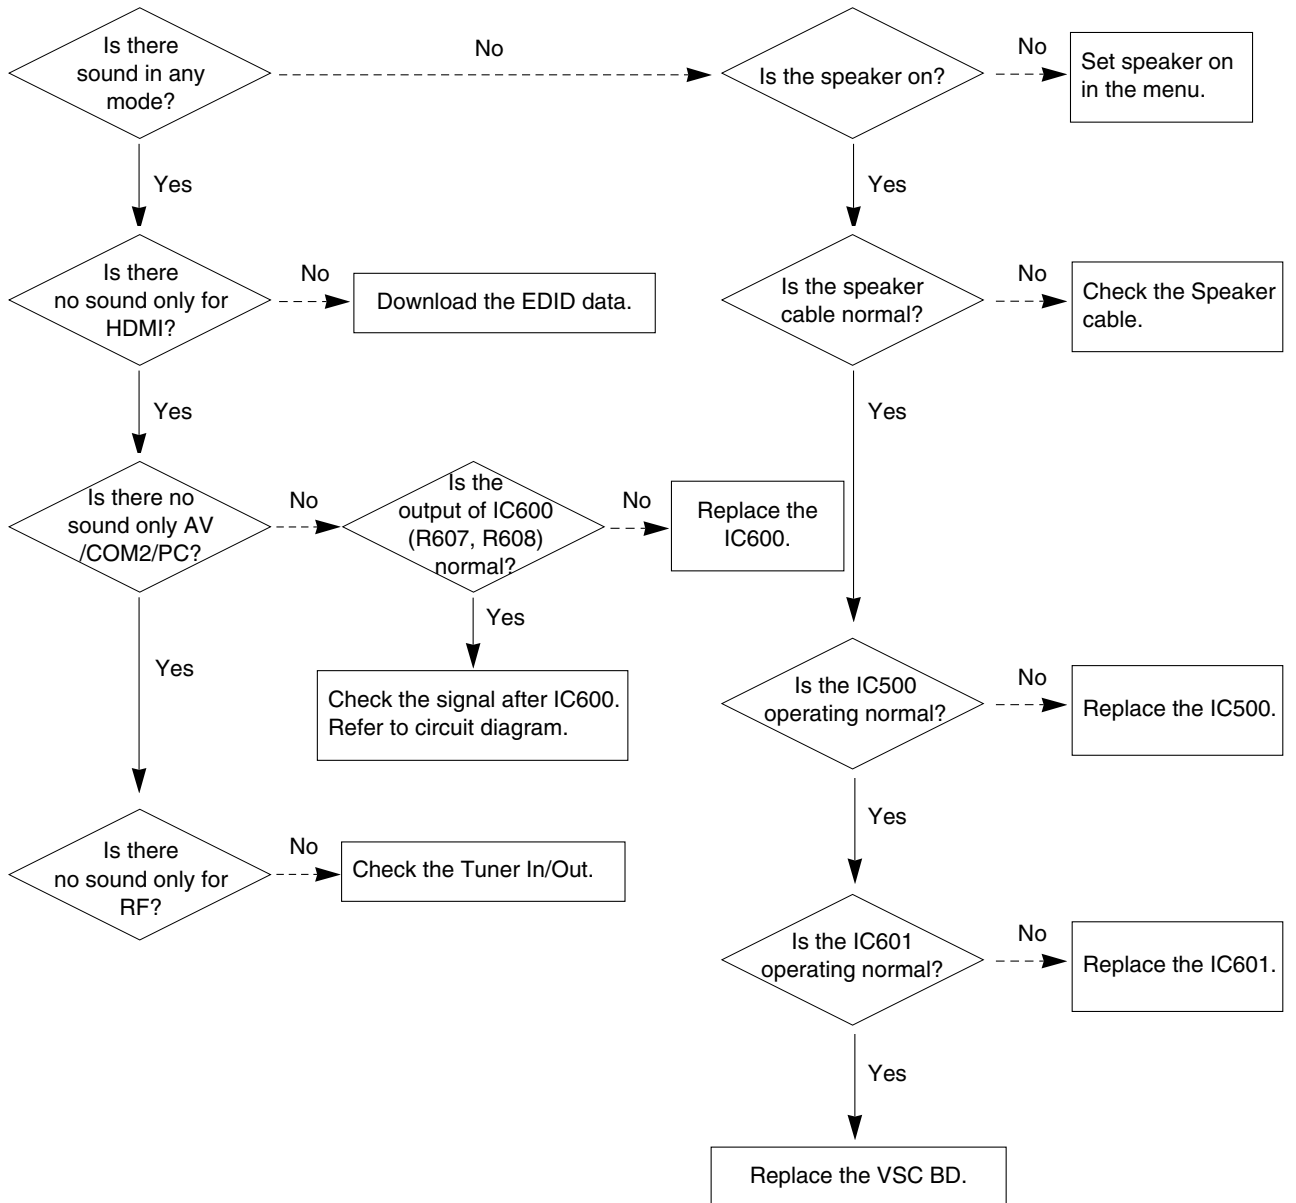 Is there
sound in any
mode?
No
Is the speaker on?
No
Set speaker on
in the menu.
Yes
Yes
Is there
no sound only for
HDMI?
No
Download the EDID data.
Is the speaker
cable normal?
No
Check the Speaker
cable.
Yes
Yes
Is there no
sound only AV
/COM2/PC?
No
Is the
output of IC600
(R607, R608)
normal?
No
Replace the
IC600.
Yes
Yes
Check the signal after IC600.
Refer to circuit diagram.
Is the IC500
operating normal?
No
Replace the IC500.
Yes
Is there
no sound only for
RF?
No
Check the Tuner In/Out.
Is the IC601
operating normal?
No
Replace the IC601.
Yes
Replace the VSC BD.